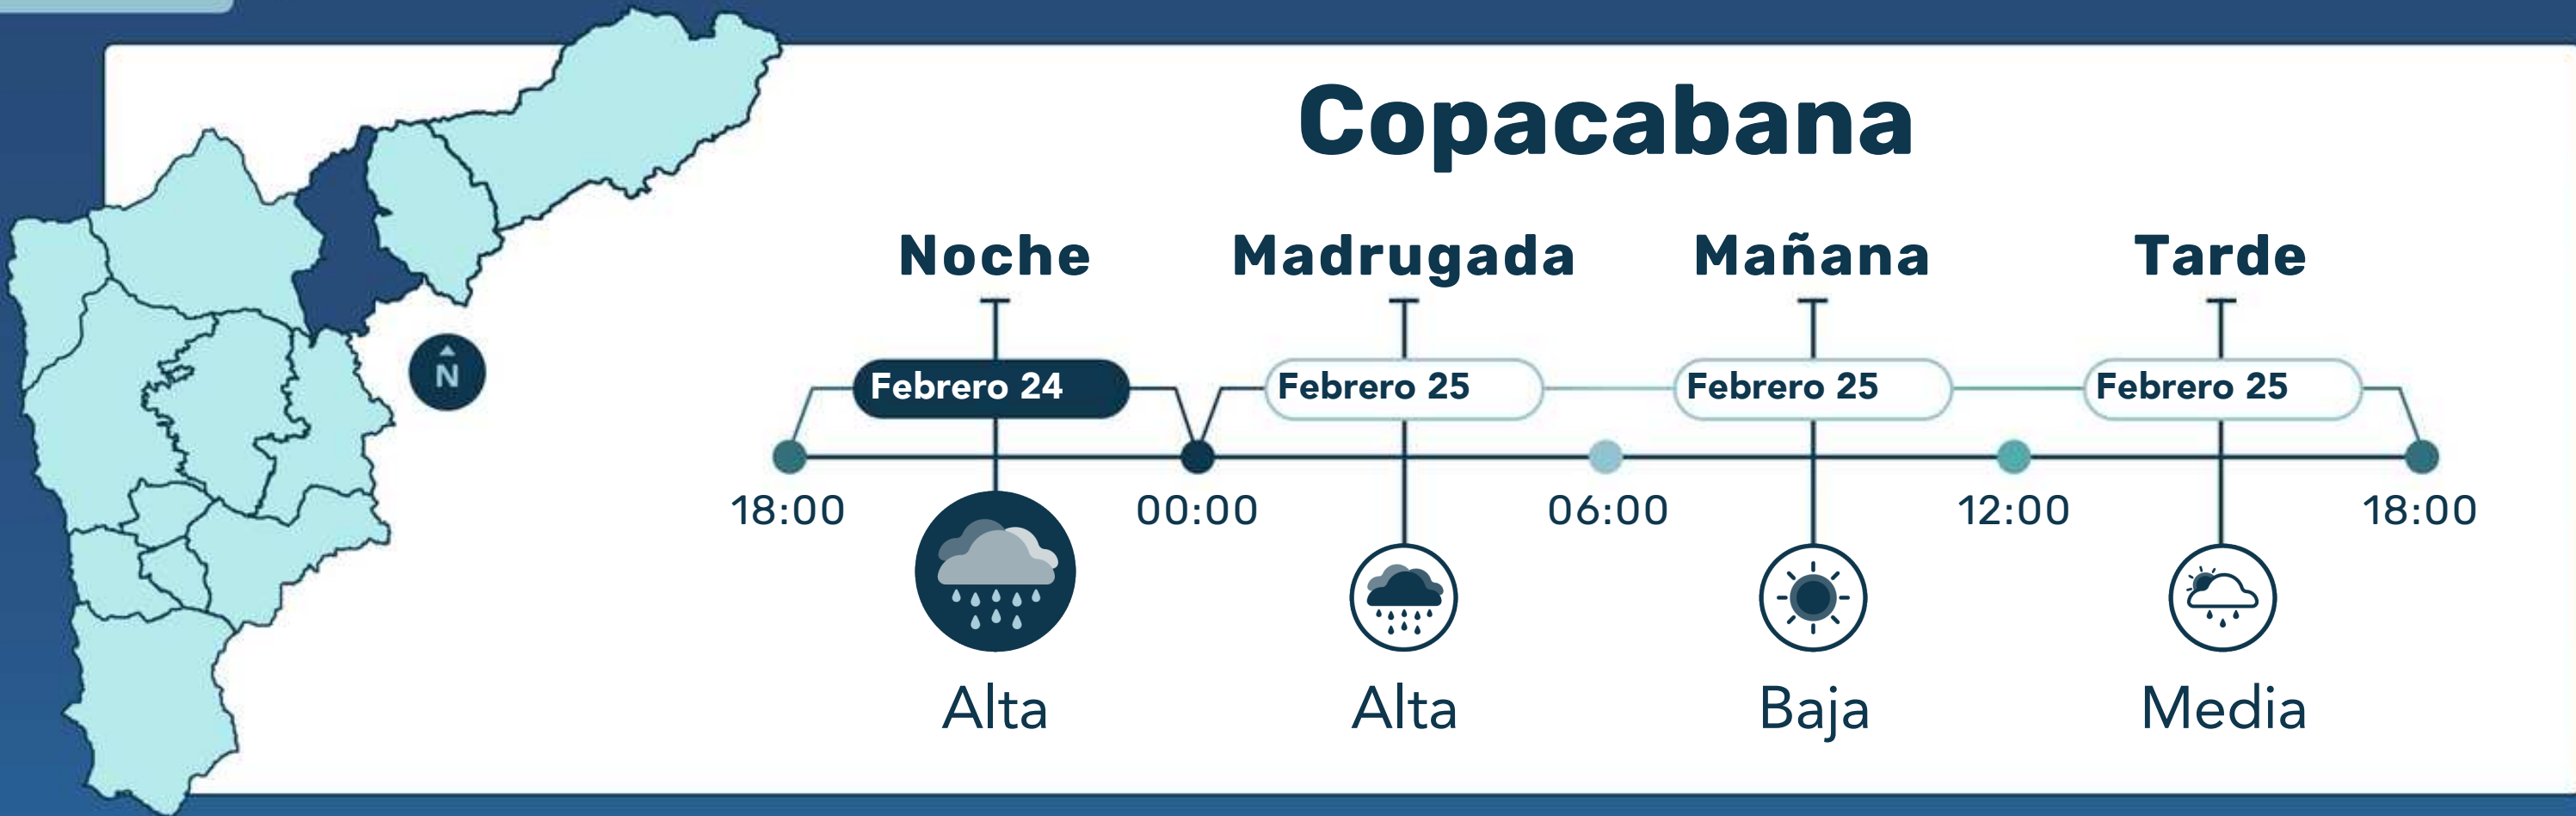 Copacabana
Noche
Madrugada
Mañana
Tarde
Febrero 24
Febrero 25
Febrero 25
Febrero 25
N
18:00
00:00
06:00
12:00
18:00
Alta
Alta
Baja
Media